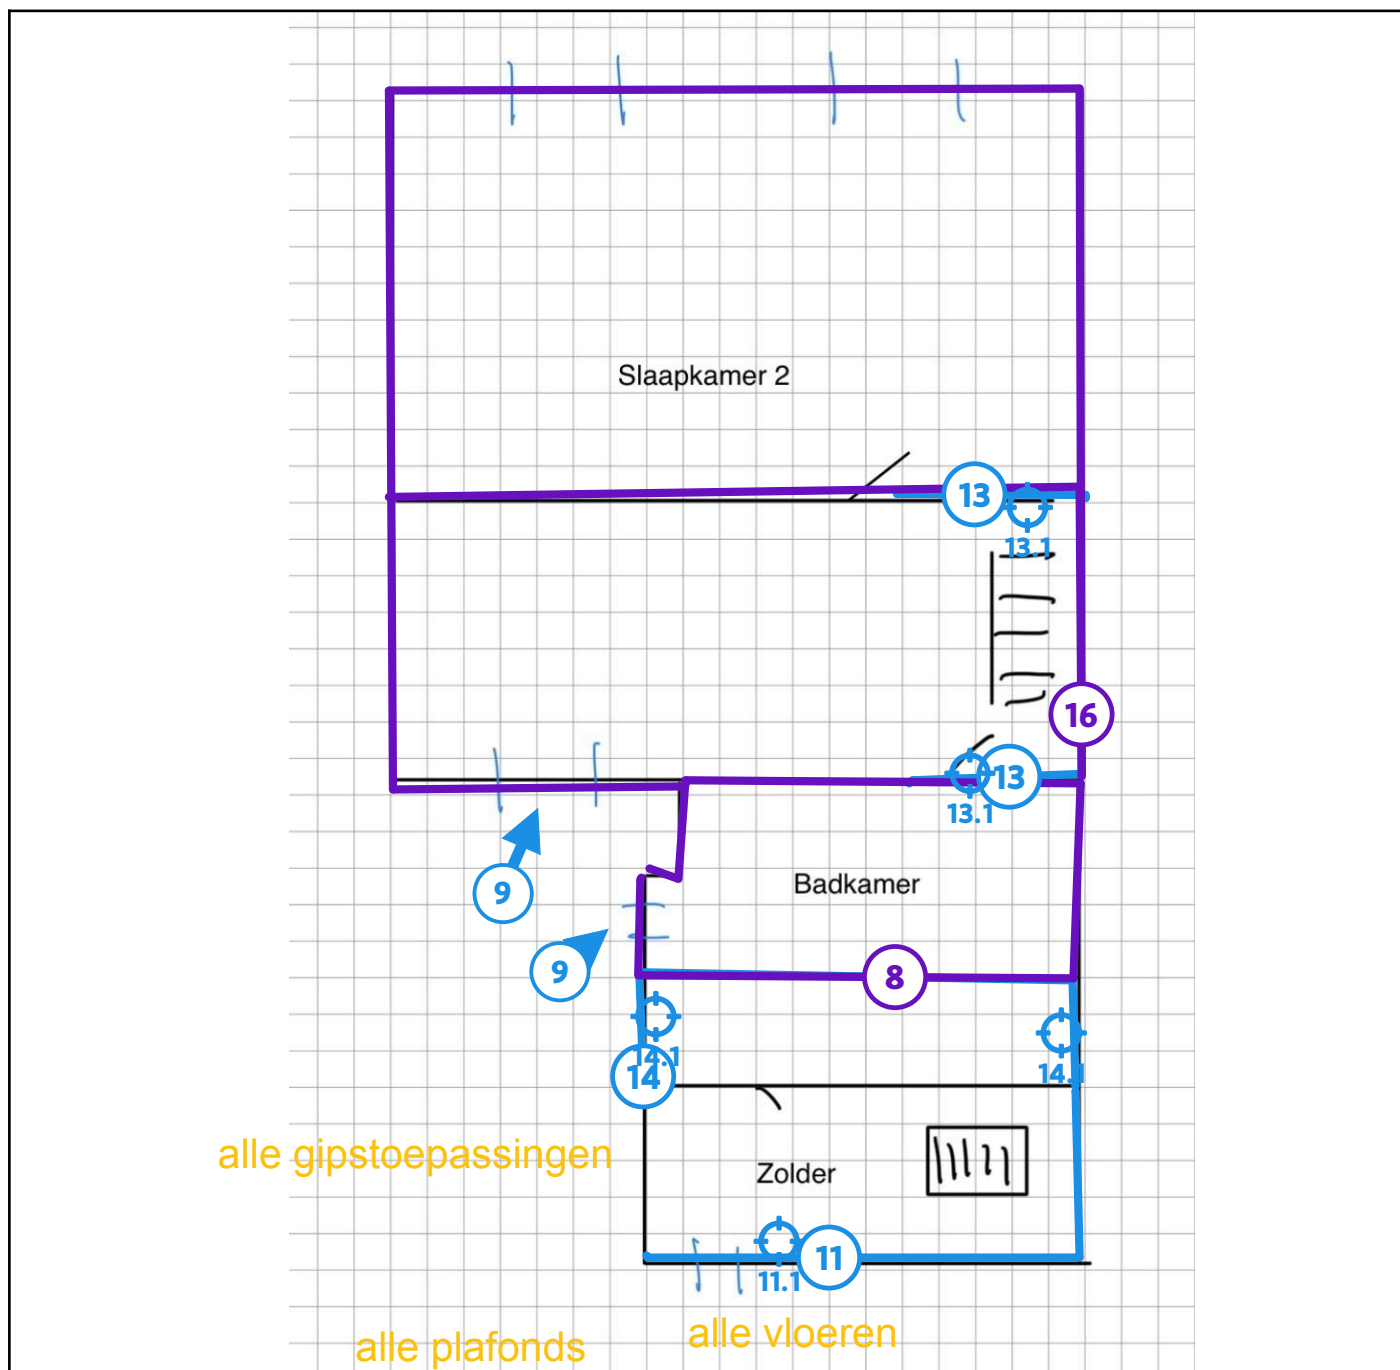 Slaapkamer 2
13
13.1
16
13
13.1
9
Badkamer
9
8
14.1
14
14.1
alle gipstoepassingen
Zolder
11
11.1
alle vloeren
alle plafonds